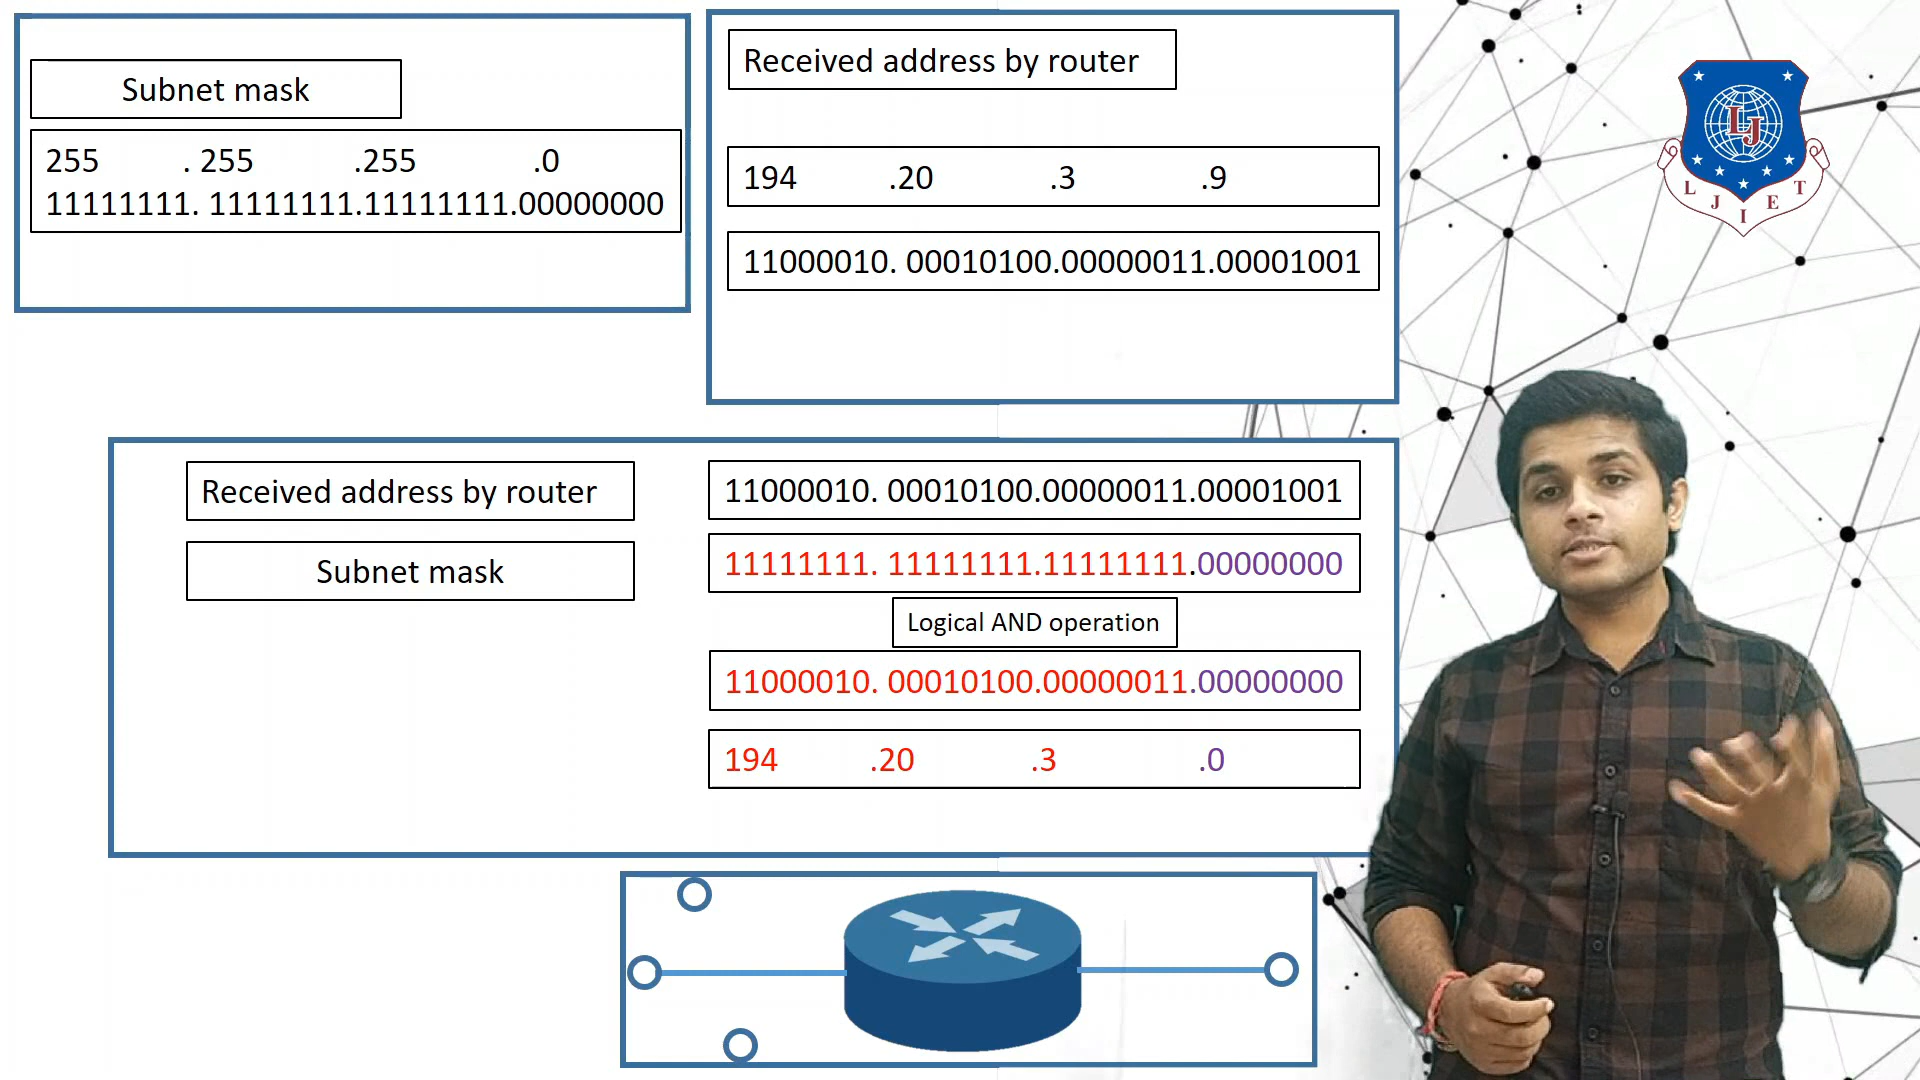 Subnet mask
255 . 255 .255 .0
11111111. 11111111.11111111.00000000
Received address by router
194 .20 .3 .9
11000010. 00010100.00000011.00001001
Received address by router
11000010. 00010100.00000011.00001001
Subnet mask
11111111. 11111111.11111111.00000000
Logical AND operation
11000010. 00010100.00000011.00000000
194 .20 .3 .0
LJ
L J I E T